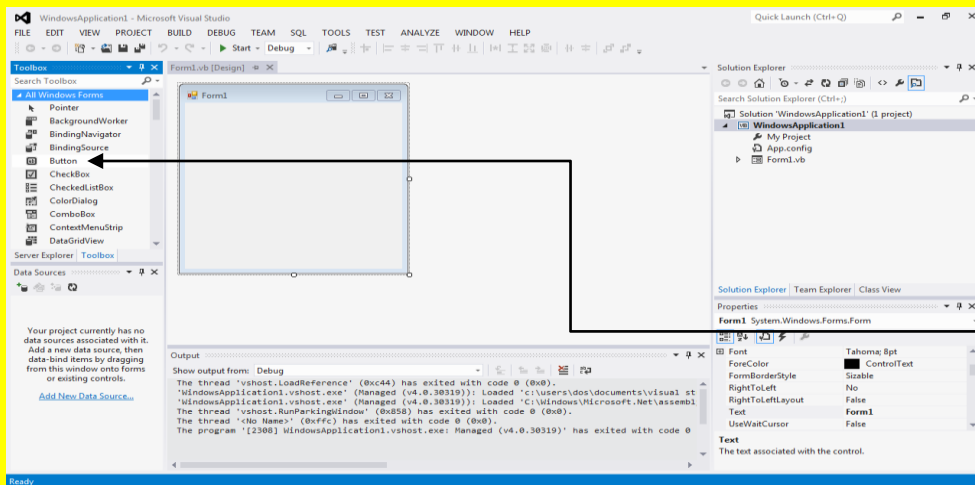 WindowsApplication1 - Microsoft Visual Studio
Quick Launch (Ctrl+Q)
FILE EDIT VIEW PROJECT BUILD DEBUG TEAM SQL TOOLS TEST ANALYZE WINDOW HELP
Start - Debug
Toolbox
Search Toolbox
All Windows Forms
Pointer
BackgroundWorker
BindingNavigator
BindingSource
Button
CheckBox
CheckedListBox
ColorDialog
ComboBox
ContextMenuStrip
DataGridView
Server Explorer Toolbox
Data Sources
Your project currently has no
data sources associated with it.
Add a new data source, then
data-bind items by dragging
from this window onto forms
or existing controls.
Add New Data Source...
Form1.vb [Design]
Form1
Output
Show output from: Debug
The thread 'vshost.LoadReference' (0xc44) has exited with code 0 (0x0).
'WindowsApplication1.vshost.exe' (Managed (v4.0.30319)): Loaded 'c:\users\dos\documents\visual st
'WindowsApplication1.vshost.exe' (Managed (v4.0.30319)): Loaded 'C:\Windows\Microsoft.Net\assembl
The thread 'vshost.RunParkingWindow' (0x858) has exited with code 0 (0x0).
The thread '<No Name>' (0xffc) has exited with code 0 (0x0).
The program '[2308] WindowsApplication1.vshost.exe: Managed (v4.0.30319)' has exited with code 0
Solution Explorer
Search Solution Explorer (Ctrl+;)
Solution 'WindowsApplication1' (1 project)
WindowsApplication1
My Project
App.config
Form1.vb
Solution Explorer Team Explorer Class View
Properties
Form1 System.Windows.Forms.Form
Font Tahoma; 8pt
ForeColor ControlText
FormBorderStyle Sizable
RightToLeft No
RightToLeftLayout False
Text Form1
UseWaitCursor False
Text
The text associated with the control.
Ready